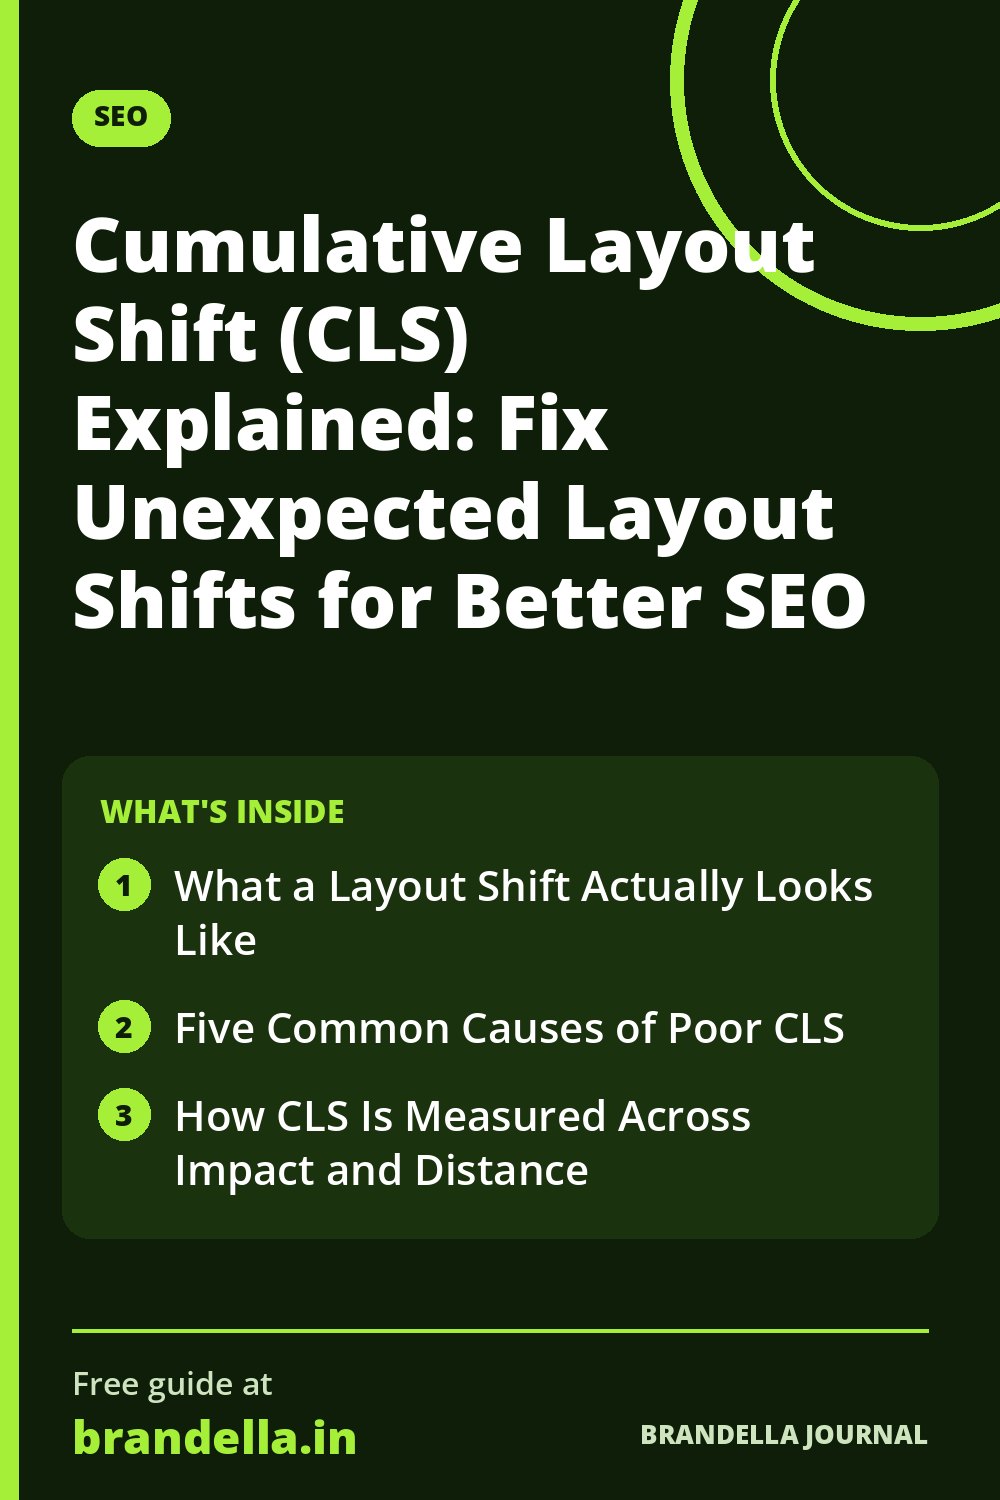 SEO
Cumulative Layout
Shift (CLS)
Explained: Fix
Unexpected Layout
Shifts for Better SEO
WHAT'S INSIDE
1 What a Layout Shift Actually Looks
Like
2 Five Common Causes of Poor CLS
3 How CLS Is Measured Across
Impact and Distance
Free guide at
brandella.in
BRANDELLA JOURNAL